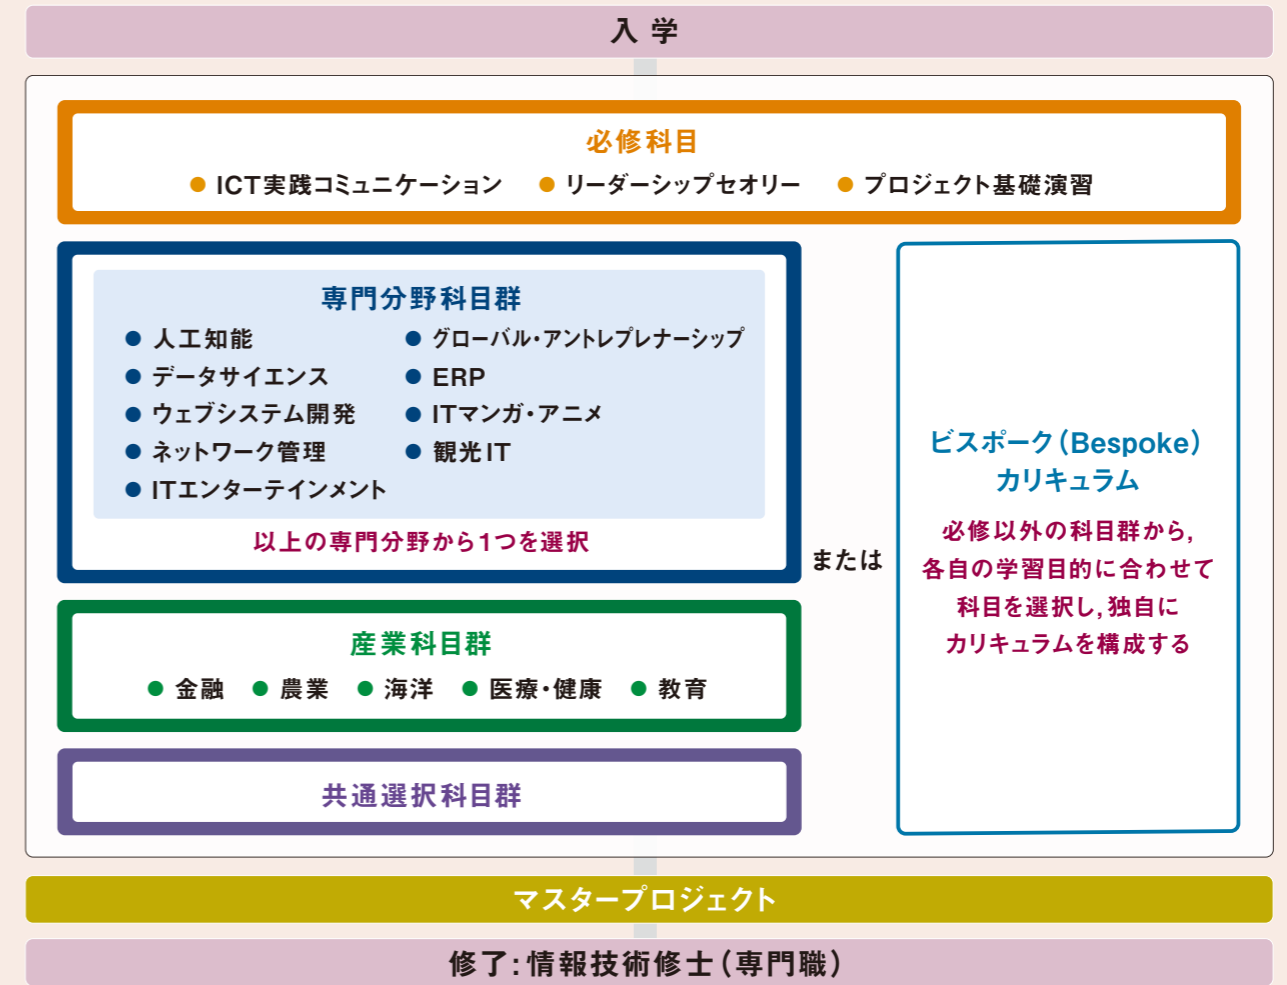 入学
必修科目
● ICT実践コミュニケーション ● リーダーシップセオリー ● プロジェクト基礎演習
専門分野科目群
● 人工知能
● データサイエンス
● ウェブシステム開発
● ネットワーク管理
● ITエンターテインメント
● グローバル・アントレプレナーシップ
● ERP
● ITマンガ・アニメ
● 観光IT
以上の専門分野から1つを選択
産業科目群
● 金融 ● 農業 ● 海洋 ● 医療・健康 ● 教育
共通選択科目群
または
ビスポーク（Bespoke）
カリキュラム
必修以外の科目群から,
各自の学習目的に合わせて
科目を選択し,独自に
カリキュラムを構成する
マスタープロジェクト
修了:情報技術修士（専門職）